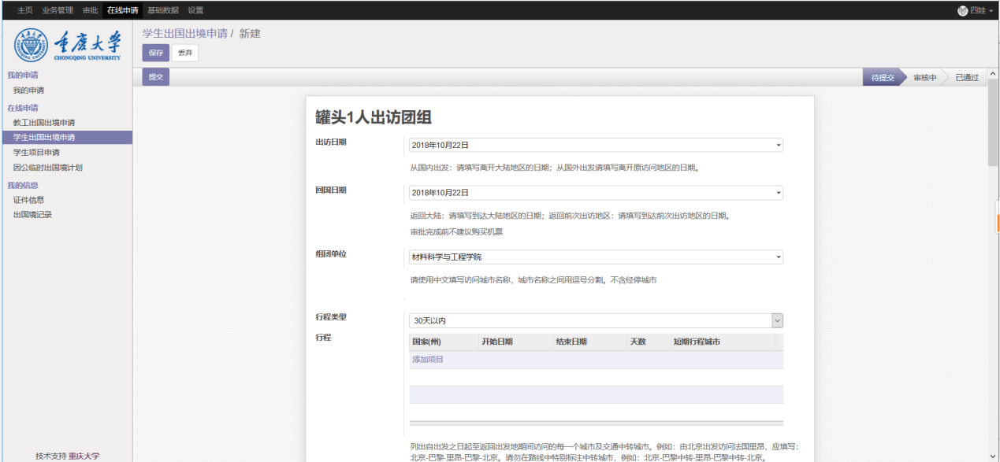 主页 业务管理 审批 在线申请 基础数据 设置 四娃
重庆大学
CHONGQING UNIVERSITY
学生出国出境申请 / 新建
保存 丢弃
提交 待提交 审核中 已通过
我的申请
我的申请
在线申请
教工出国出境申请
学生出国出境申请
学生项目申请
因公临时出国境计划
我的信息
证件信息
出国境记录
技术支持 重庆大学
罐头1人出访团组
出访日期 2018年10月22日
从国内出发：请填写离开大陆地区的日期；从国外出发请填写离开原访问地区的日期。
回国日期 2018年10月22日
返回大陆：请填写到达大陆地区的日期；返回前次出访地区：请填写到达前次出访地区的日期。
审批完成前不建议购买机票
组团单位 材料科学与工程学院
请使用中文填写访问城市名称，城市名称之间用逗号分割。不含经停城市
行程类型 30天以内
行程 国家(州) 开始日期 结束日期 天数 短期行程城市
添加项目
列出自出发之日起至返回出发地期间访问的每一个城市及交通中转城市。例如：由北京出发访问法国里昂，应填写：
北京-巴黎-里昂-巴黎-北京。请勿在路线中特别标注中转城市，例如：北京-巴黎中转-里昂-巴黎中转-北京。